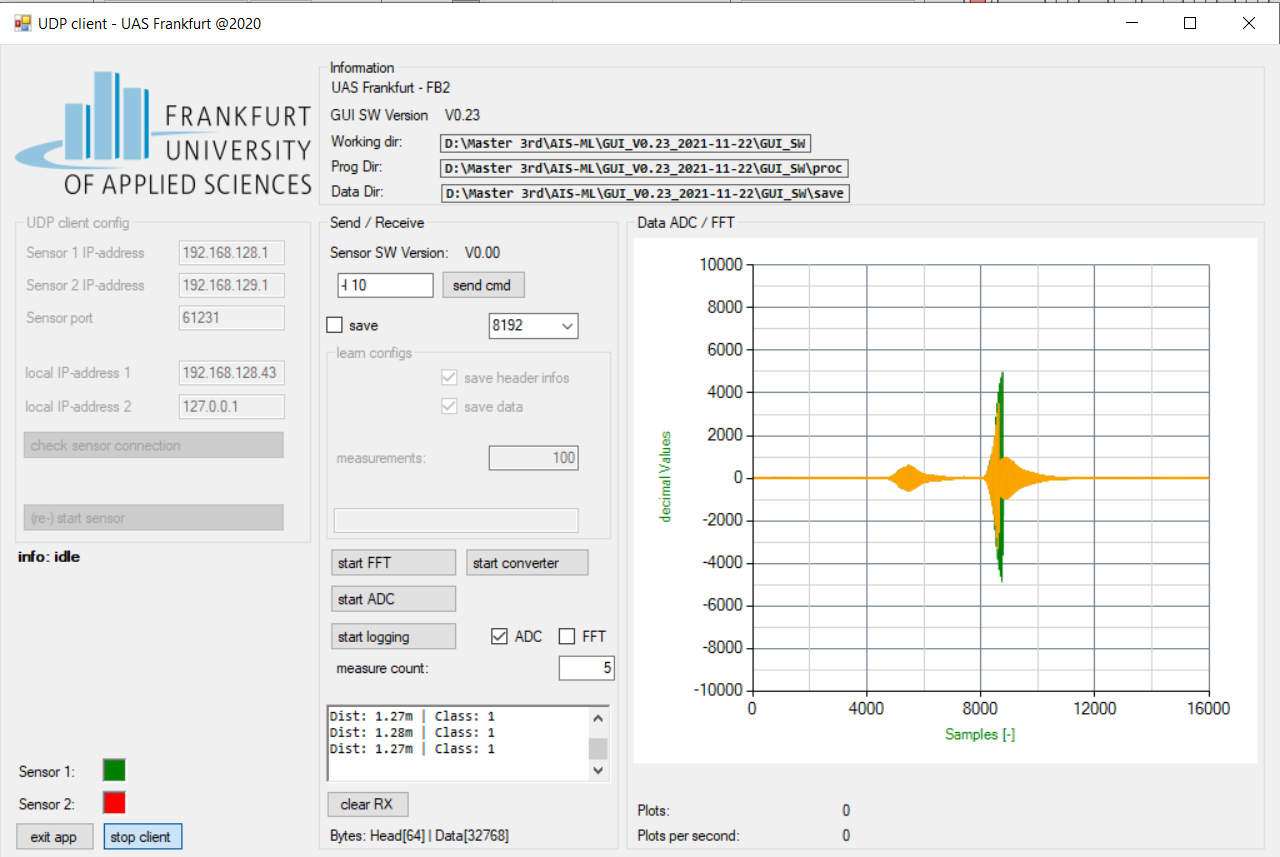 UDP client - UAS Frankfurt @2020
FRANKFURT
UNIVERSITY
OF APPLIED SCIENCES
Information
UAS Frankfurt - FB2
GUI SW Version V0.23
Working dir: D:\Master 3rd\AIS-ML\GUI_V0.23_2021-11-22\GUI_SW
Prog Dir: D:\Master 3rd\AIS-ML\GUI_V0.23_2021-11-22\GUI_SW\proc
Data Dir: D:\Master 3rd\AIS-ML\GUI_V0.23_2021-11-22\GUI_SW\save
UDP client config
Sensor 1 IP-address 192.168.128.1
Sensor 2 IP-address 192.168.129.1
Sensor port 61231
local IP-address 1 192.168.128.43
local IP-address 2 127.0.0.1
check sensor connection
(re-) start sensor
info: idle
Sensor 1:
Sensor 2:
exit app stop client
Send / Receive
Sensor SW Version: V0.00
10 send cmd
save 8192
learn configs
save header infos
save data
measurements: 100
start FFT start converter
start ADC
start logging ADC FFT
measure count: 5
Dist: 1.27m | Class: 1
Dist: 1.28m | Class: 1
Dist: 1.27m | Class: 1
clear RX
Bytes: Head[64] | Data[32768]
Data ADC / FFT
10000
8000
6000
4000
2000
0
-2000
-4000
-6000
-8000
-10000
decimal Values
0 4000 8000 12000 16000
Samples [-]
Plots: 0
Plots per second: 0